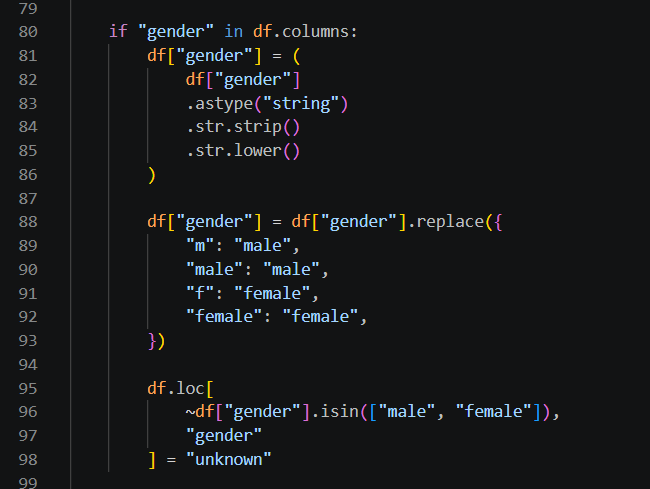 79
80 if "gender" in df.columns:
81 df["gender"] = (
82 df["gender"]
83 .astype("string")
84 .str.strip()
85 .str.lower()
86 )
87
88 df["gender"] = df["gender"].replace({
89 "m": "male",
90 "male": "male",
91 "f": "female",
92 "female": "female",
93 })
94
95 df.loc[
96 ~df["gender"].isin(["male", "female"]),
97 "gender"
98 ] = "unknown"
99